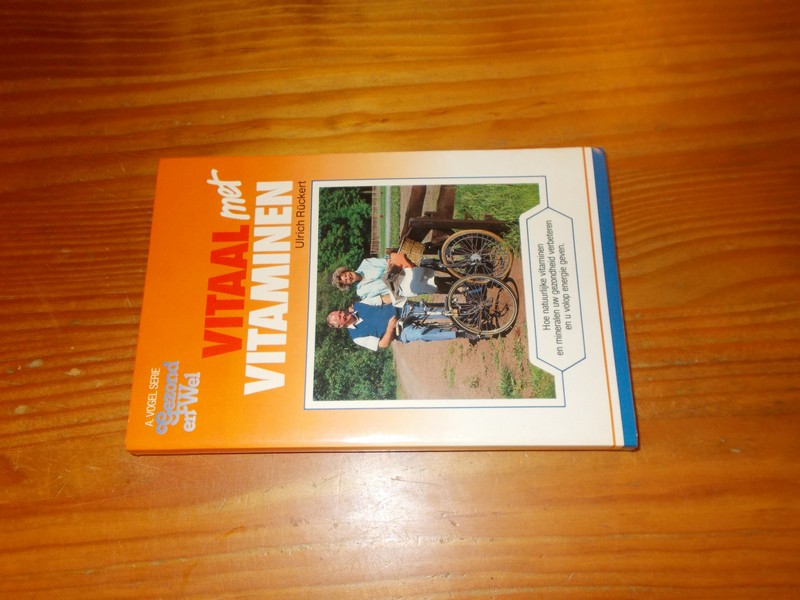 A. VOGEL SERIE
Gezond
en Wel
VITAAL met
VITAMINEN
Ulrich Rückert
Hoe natuurlijke vitaminen
en mineralen uw gezondheid verbeteren
en u volop energie geven.